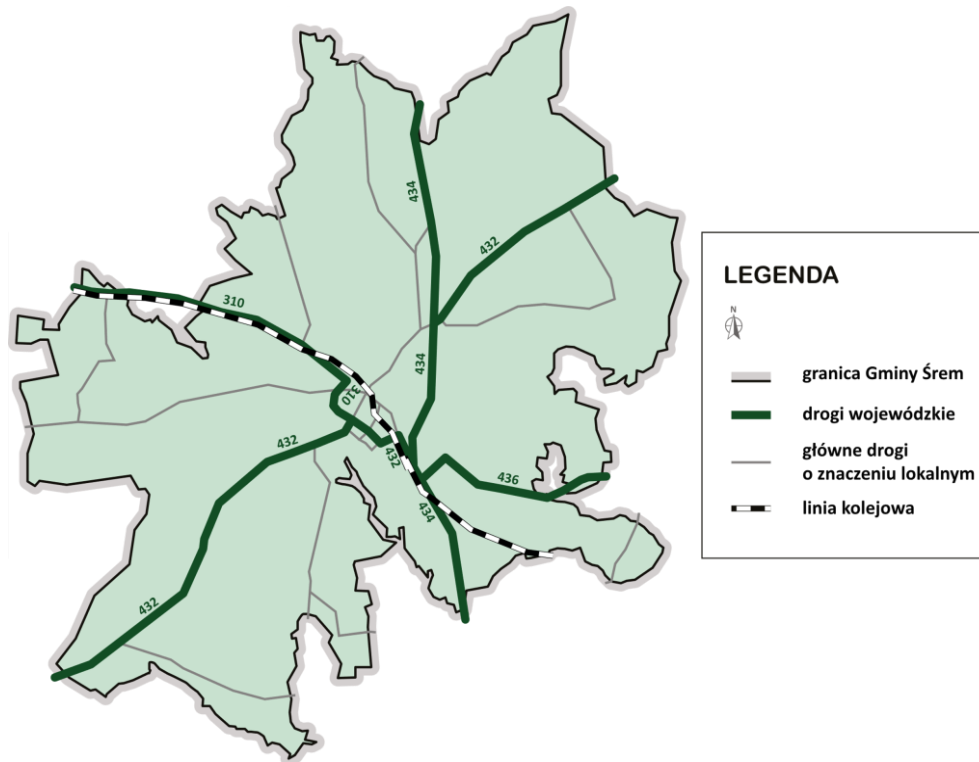 434
432
310
434
310
432
432
436
434
432
LEGENDA
N
granica Gminy Śrem
drogi wojewódzkie
główne drogi
o znaczeniu lokalnym
linia kolejowa